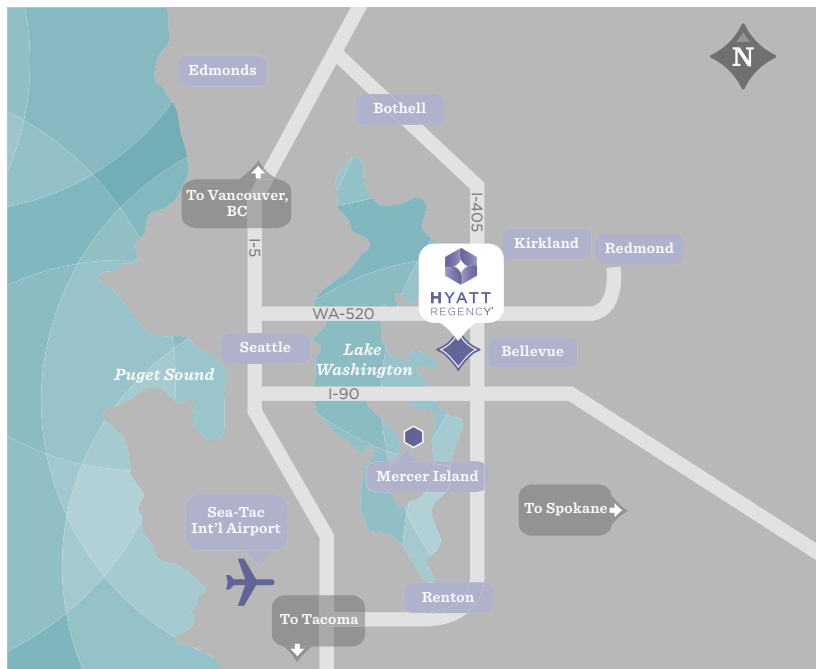 N
Edmonds
Bothell
To Vancouver,
BC
I-405
I-5
Kirkland
Redmond
HYATT
REGENCY
WA-520
Seattle
Lake
Washington
Bellevue
Puget Sound
I-90
Mercer Island
Sea-Tac
Int'l Airport
To Spokane
Renton
To Tacoma